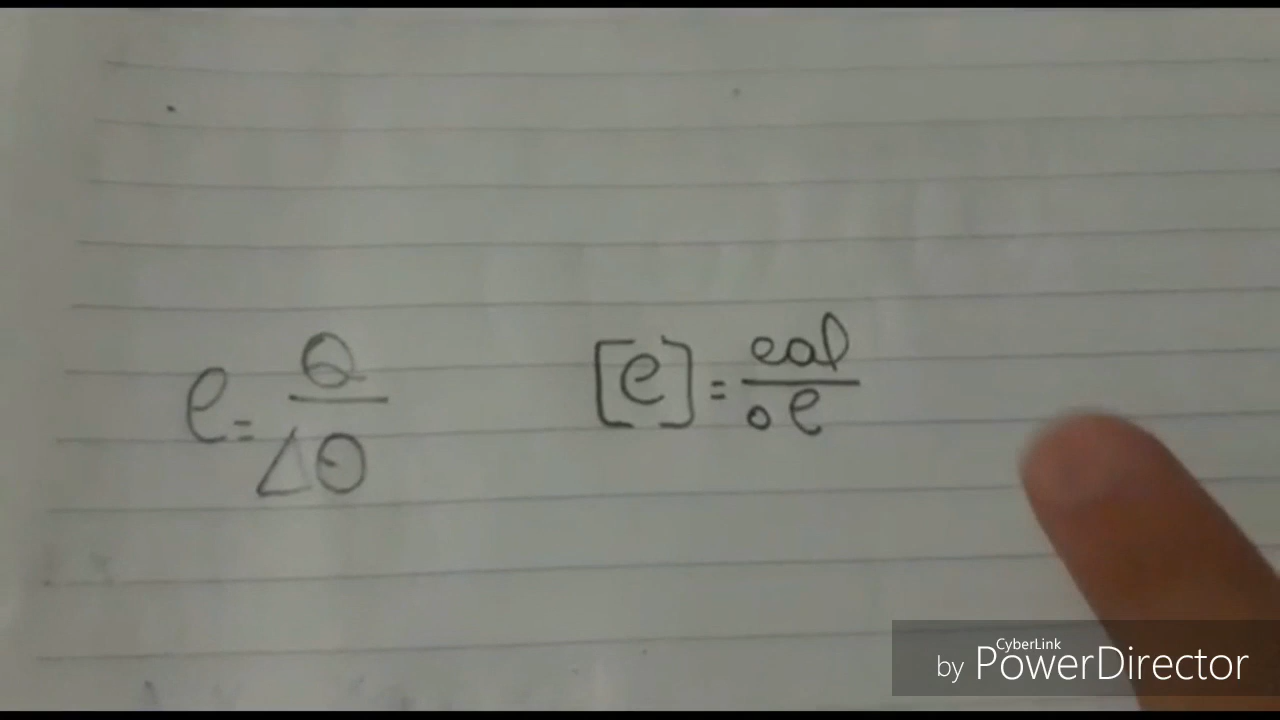 C = Q / Δθ
[C] = cal / °C
CyberLink
by PowerDirector